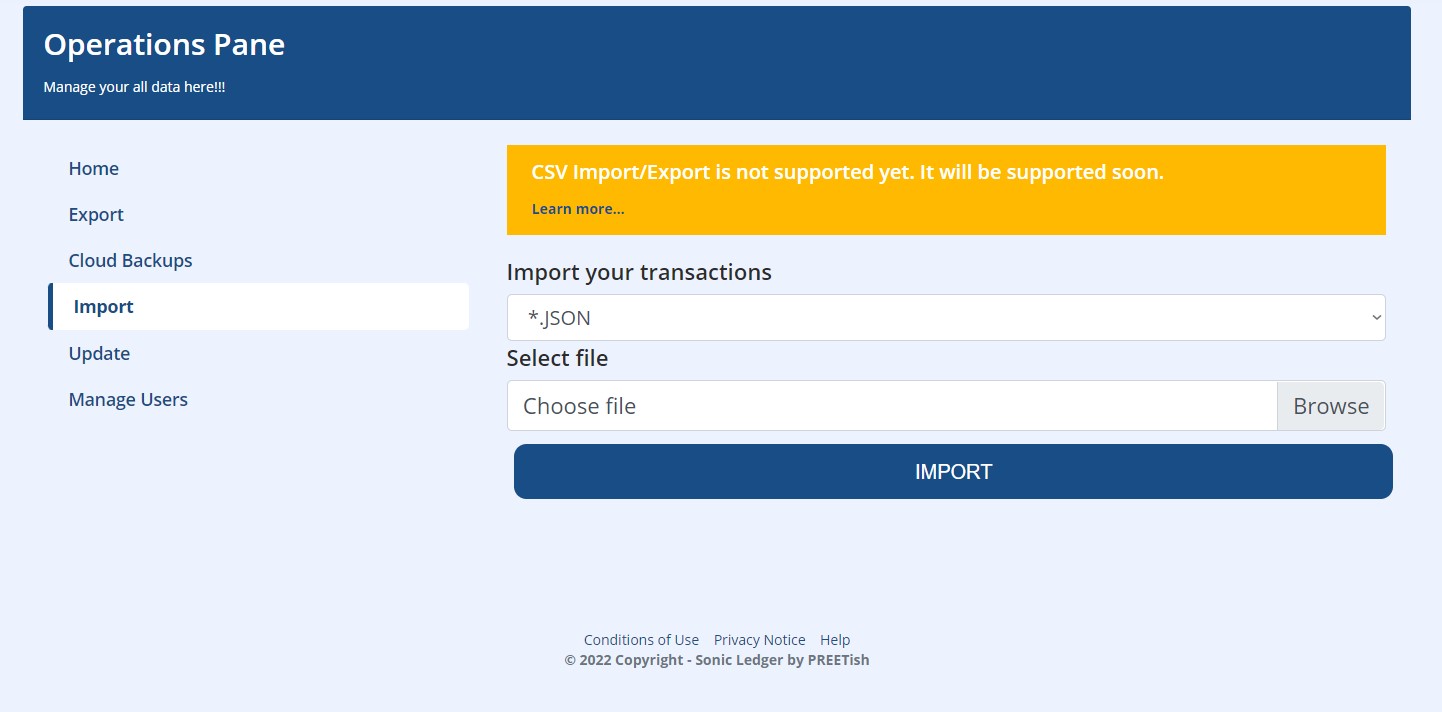 Operations Pane
Manage your all data here!!!
Home
Export
Cloud Backups
Import
Update
Manage Users
CSV Import/Export is not supported yet. It will be supported soon.
Learn more...
Import your transactions
*.JSON
Select file
Choose file
Browse
IMPORT
Conditions of Use Privacy Notice Help
© 2022 Copyright - Sonic Ledger by PREETish